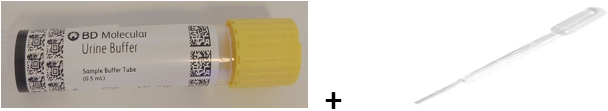 BD Molecular
Urine Buffer
Sample Buffer Tube
(0.5 mL)
+